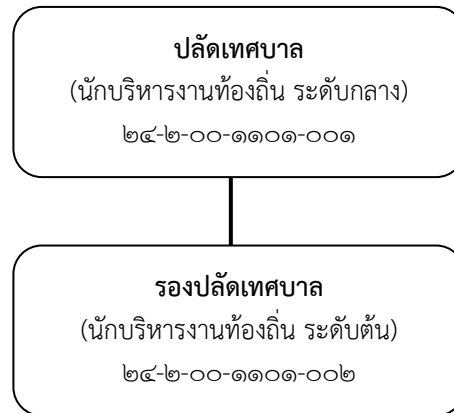 ปลัดเทศบาล
(นักบริหารงานท้องถิ่น ระดับกลาง)
๒๔-๒-๐๐-๑๑๐๑-๐๐๑
รองปลัดเทศบาล
(นักบริหารงานท้องถิ่น ระดับต้น)
๒๔-๒-๐๐-๑๑๐๑-๐๐๒